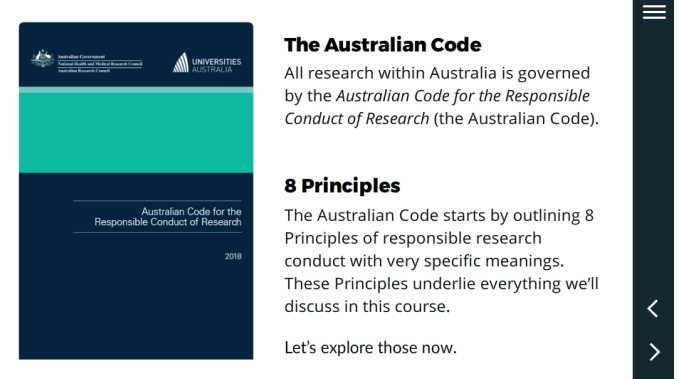 Australian Government
National Health and Medical Research Council
Australian Research Council
UNIVERSITIES
AUSTRALIA
Australian Code for the
Responsible Conduct of Research
2018
The Australian Code
All research within Australia is governed
by the Australian Code for the Responsible
Conduct of Research (the Australian Code).
8 Principles
The Australian Code starts by outlining 8
Principles of responsible research
conduct with very specific meanings.
These Principles underlie everything we’ll
discuss in this course.
Let’s explore those now.